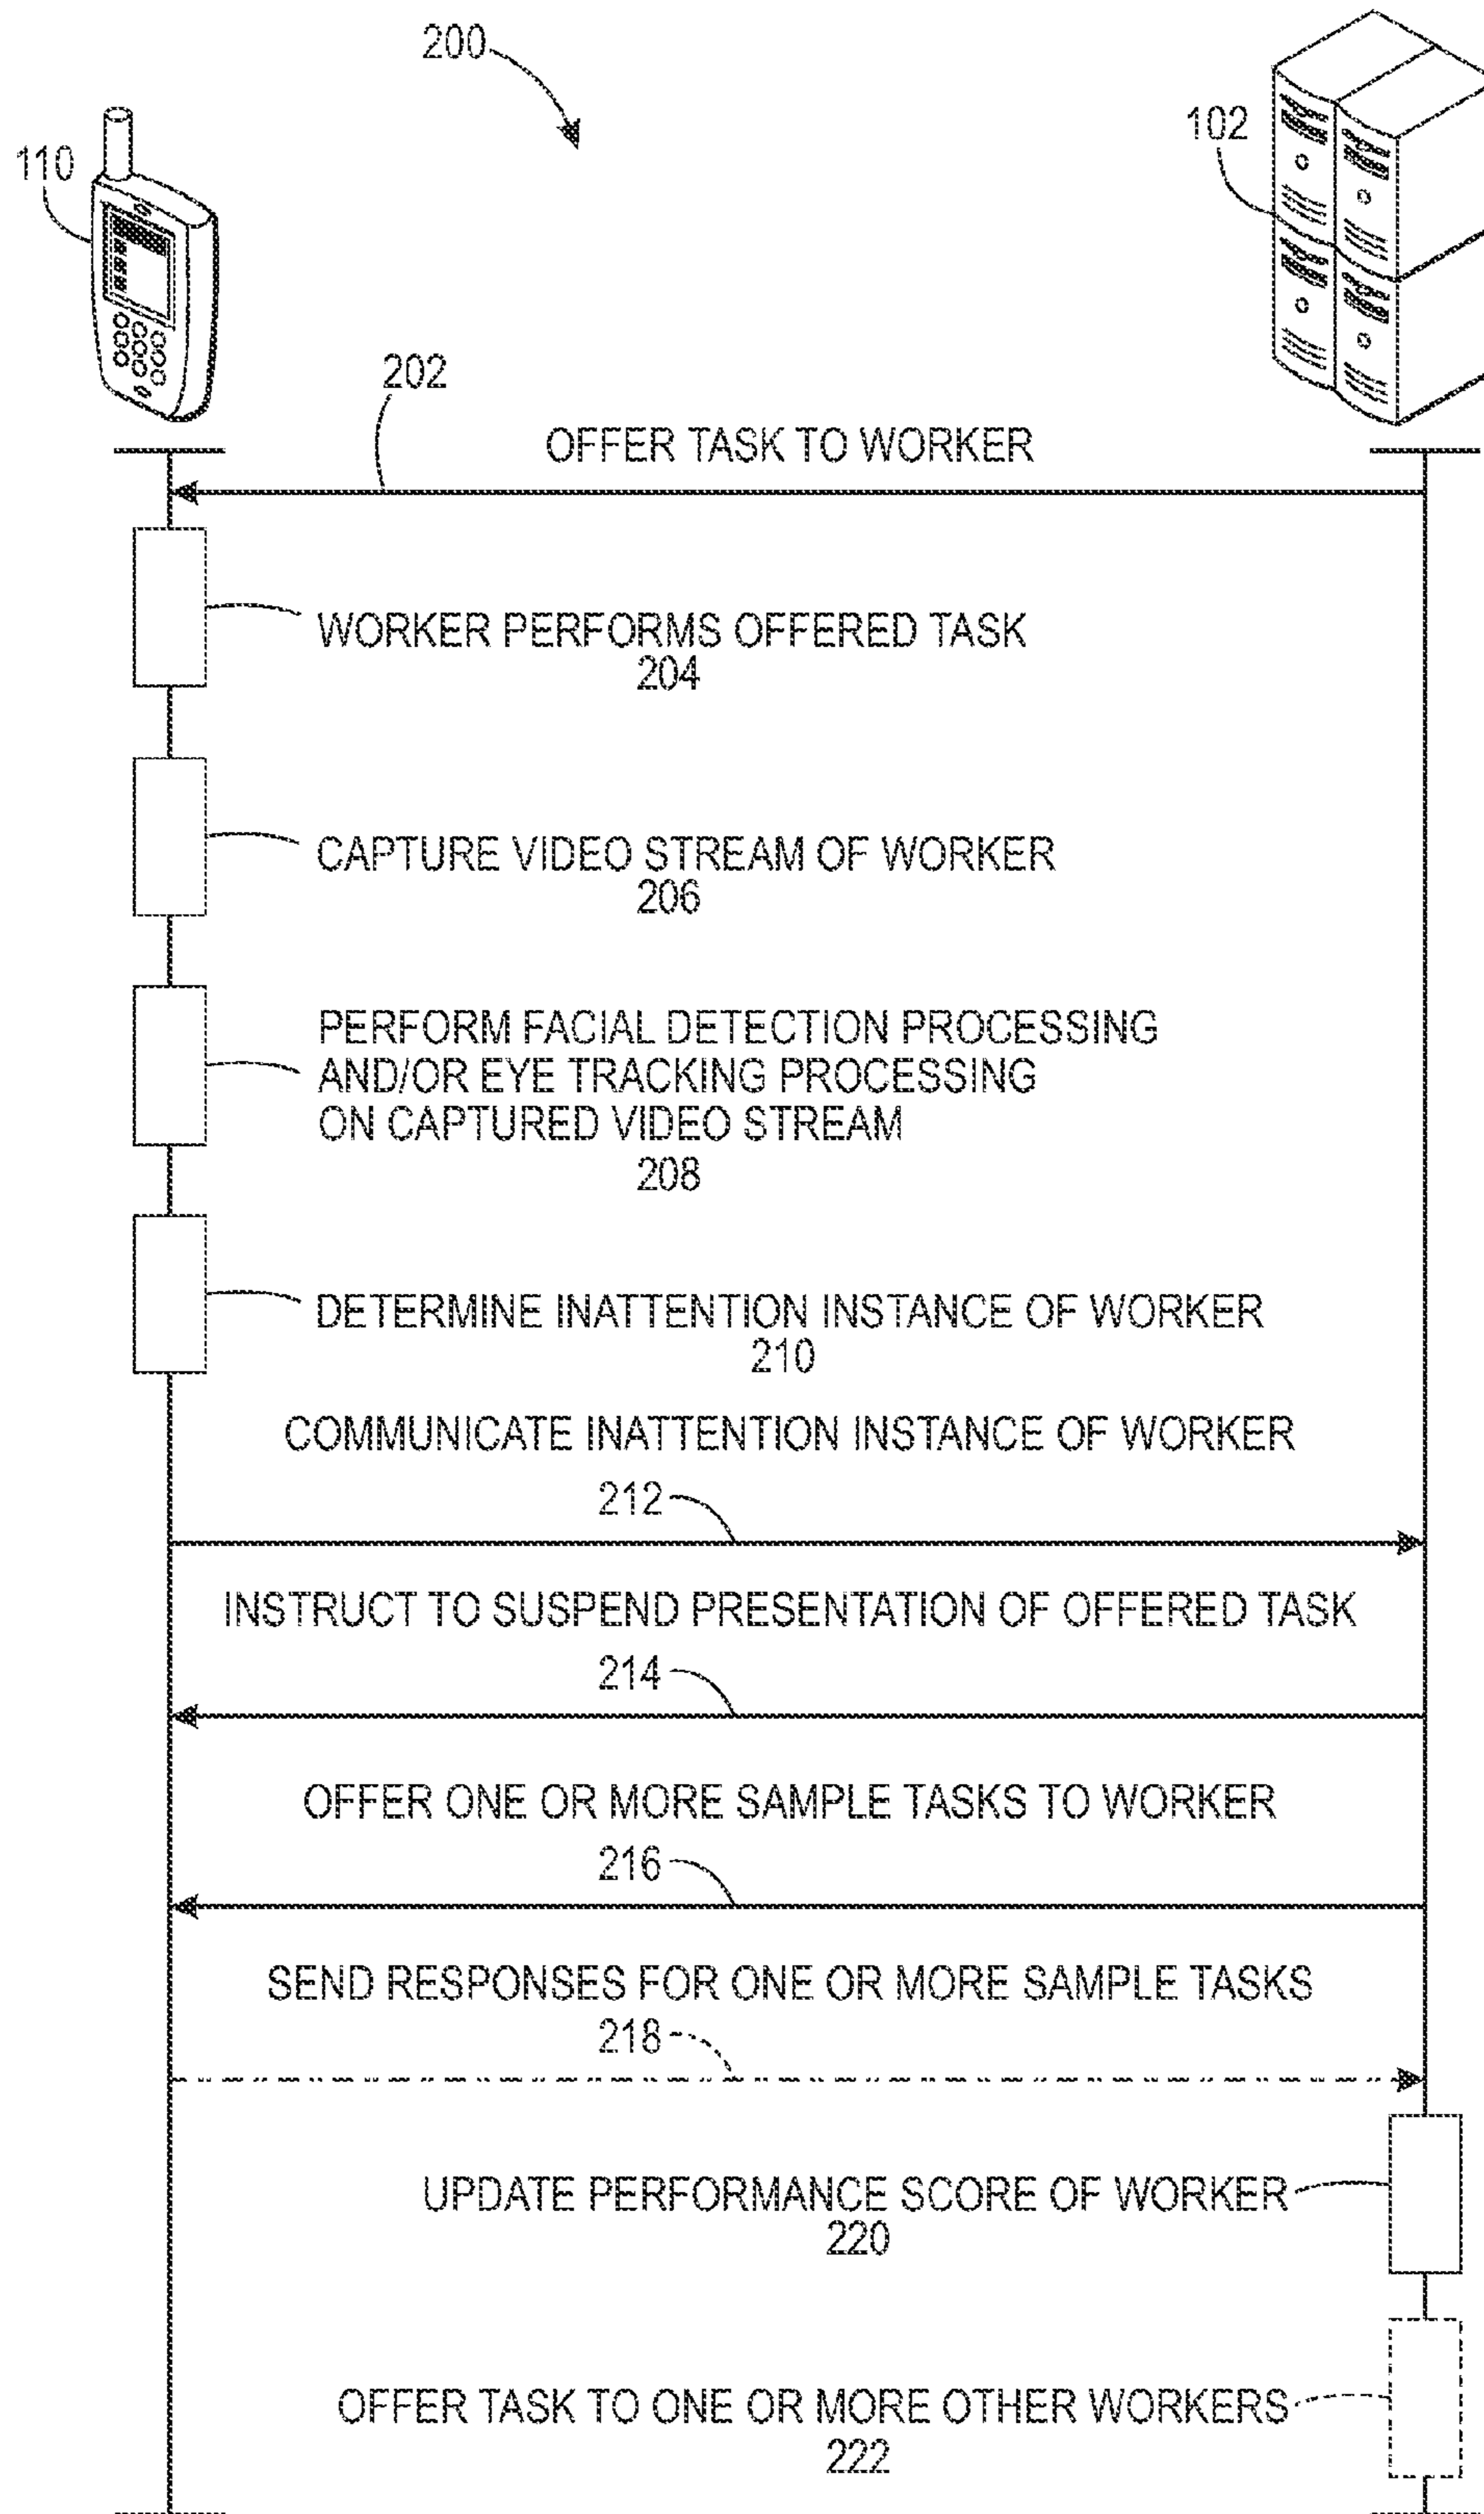 200
110
102
202
OFFER TASK TO WORKER
WORKER PERFORMS OFFERED TASK
204
CAPTURE VIDEO STREAM OF WORKER
206
PERFORM FACIAL DETECTION PROCESSING
AND/OR EYE TRACKING PROCESSING
ON CAPTURED VIDEO STREAM
208
DETERMINE INATTENTION INSTANCE OF WORKER
210
COMMUNICATE INATTENTION INSTANCE OF WORKER
212
INSTRUCT TO SUSPEND PRESENTATION OF OFFERED TASK
214
OFFER ONE OR MORE SAMPLE TASKS TO WORKER
216
SEND RESPONSES FOR ONE OR MORE SAMPLE TASKS
218
UPDATE PERFORMANCE SCORE OF WORKER
220
OFFER TASK TO ONE OR MORE OTHER WORKERS
222